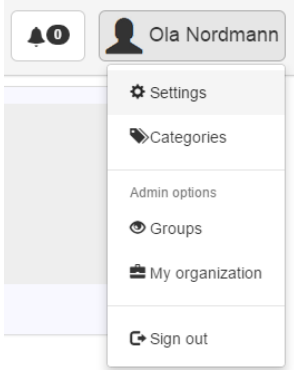 0
Ola Nordmann
Settings
Categories
Admin options
Groups
My organization
Sign out